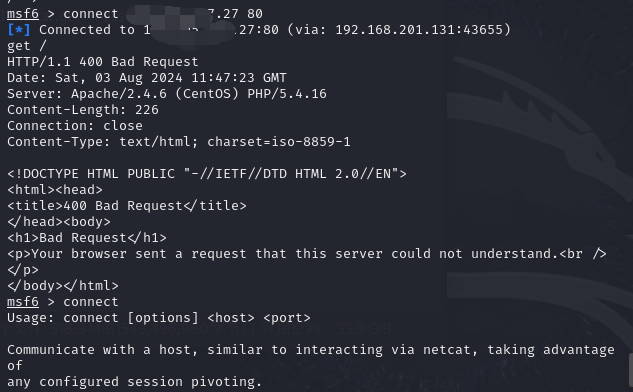 msf6 > connect 7.27 80
[*] Connected to 1 .27:80 (via: 192.168.201.131:43655)
get /
HTTP/1.1 400 Bad Request
Date: Sat, 03 Aug 2024 11:47:23 GMT
Server: Apache/2.4.6 (CentOS) PHP/5.4.16
Content-Length: 226
Connection: close
Content-Type: text/html; charset=iso-8859-1

<!DOCTYPE HTML PUBLIC "-//IETF//DTD HTML 2.0//EN">
<html><head>
<title>400 Bad Request</title>
</head><body>
<h1>Bad Request</h1>
<p>Your browser sent a request that this server could not understand.<br />
</p>
</body></html>
msf6 > connect
Usage: connect [options] <host> <port>

Communicate with a host, similar to interacting via netcat, taking advantage
of
any configured session pivoting.